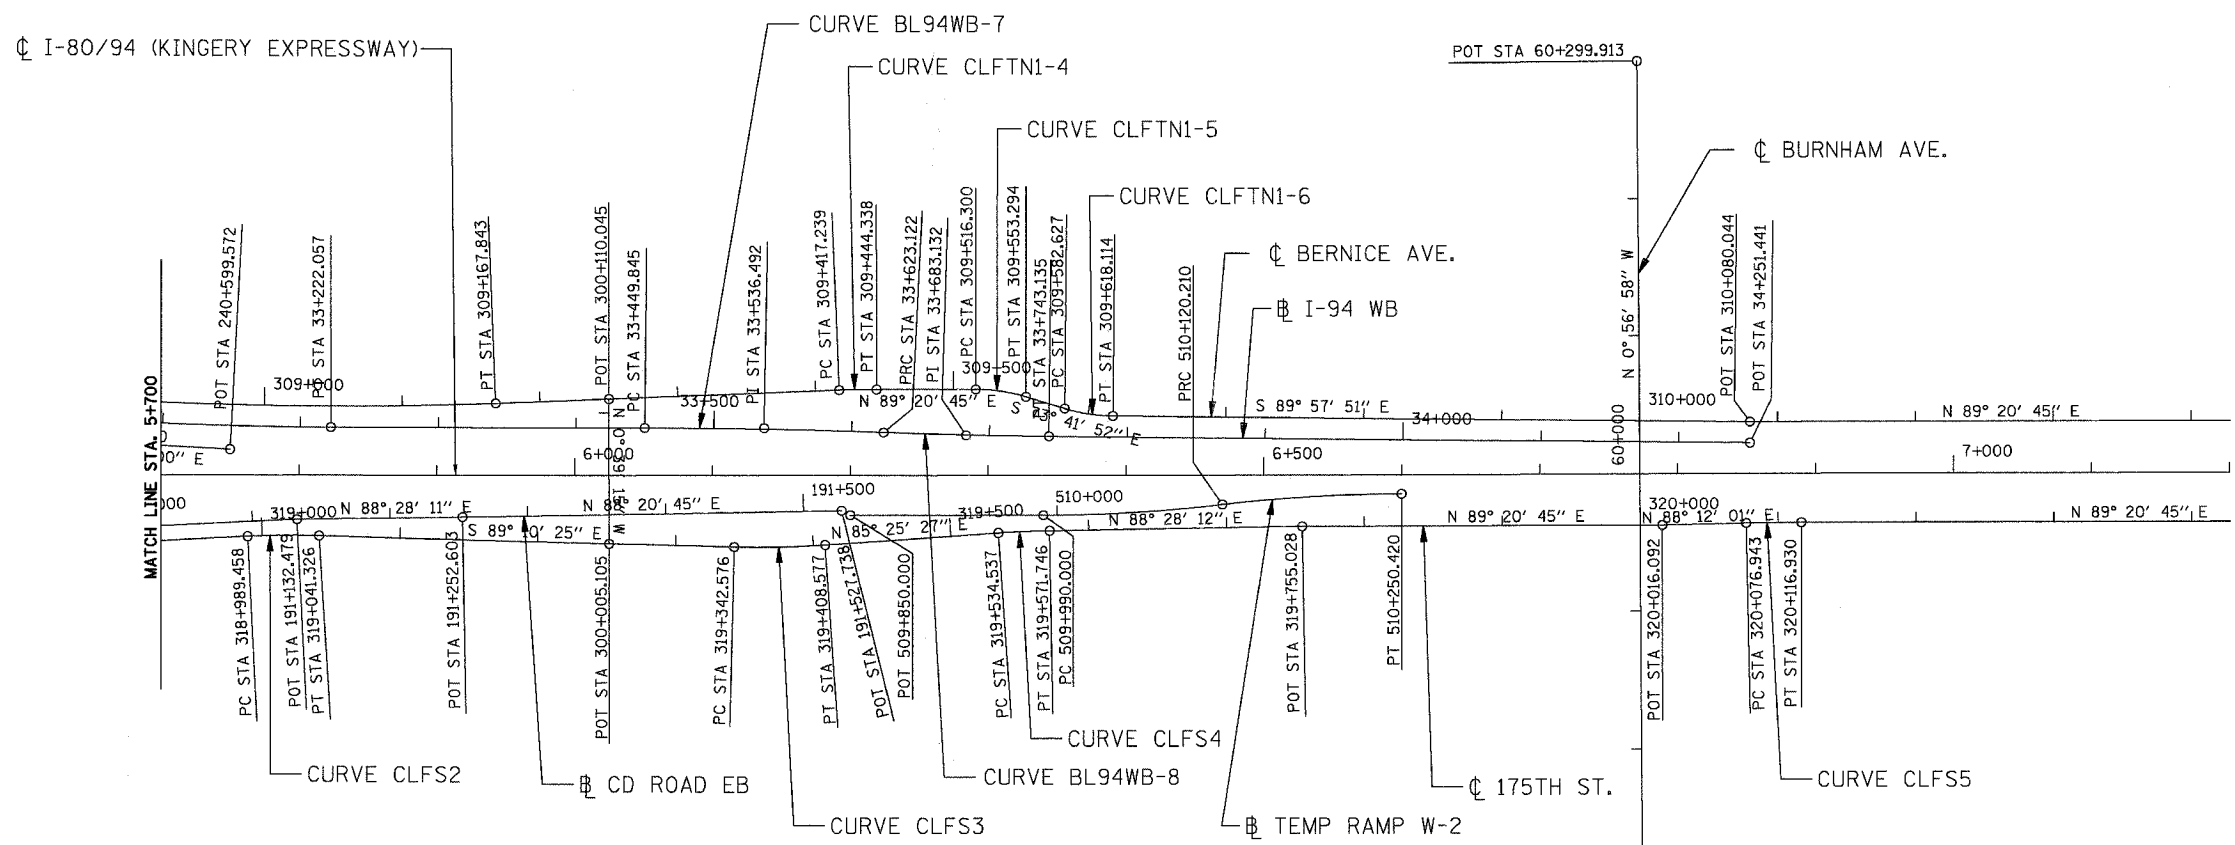 CURVE BL94WB-7
℄ I-80/94 (KINGERY EXPRESSWAY)
POT STA 60+299.913
CURVE CLFTN1-4
CURVE CLFTN1-5
℄ BURNHAM AVE.
CURVE CLFTN1-6
℄ BERNICE AVE.
B̲L̲ I-94 WB
POT STA 240+599.572
POT STA 33+222.057
PT STA 309+167.843
POT STA 300+110.045
PC STA 33+449.845
PI STA 33+536.492
PC STA 309+417.239
PT STA 309+444.338
PRC STA 33+623.122
PI STA 33+683.132
PC STA 309+516.300
PT STA 309+553.294
PT STA 33+743.135
PC STA 309+582.627
PT STA 309+618.114
PRC 510+120.210
N 0° 56' 58" W
POT STA 310+080.044
POT STA 34+251.441
309+000
33+500
309+500
N 89° 20' 45" E
S 73° 41' 52" E
S 89° 57' 51" E
34+000
310+000
N 89° 20' 45" E
MATCH LINE STA. 5+700
00" E
6+000
N 0° 39' 15" W
6+500
60+000
7+000
000
319+000
N 88° 28' 11" E
N 88° 20' 45" E
191+500
S 89° 10' 25" E
N 85° 25' 27" E
319+500
510+000
N 88° 28' 12" E
N 89° 20' 45" E
320+000
N 88° 12' 01" E
N 89° 20' 45" E
PC STA 318+989.458
POT STA 191+132.479
PT STA 319+041.326
POT STA 191+252.603
POT STA 300+005.105
PC STA 319+342.576
PT STA 319+408.577
POT STA 191+527.738
POT 509+850.000
PC STA 319+534.537
PT STA 319+571.746
PC 509+990.000
POT STA 319+755.028
PT 510+250.420
POT STA 320+016.092
PC STA 320+076.943
PT STA 320+116.930
CURVE CLFS2
B̲L̲ CD ROAD EB
CURVE CLFS3
CURVE CLFS4
CURVE BL94WB-8
B̲L̲ TEMP RAMP W-2
℄ 175TH ST.
CURVE CLFS5